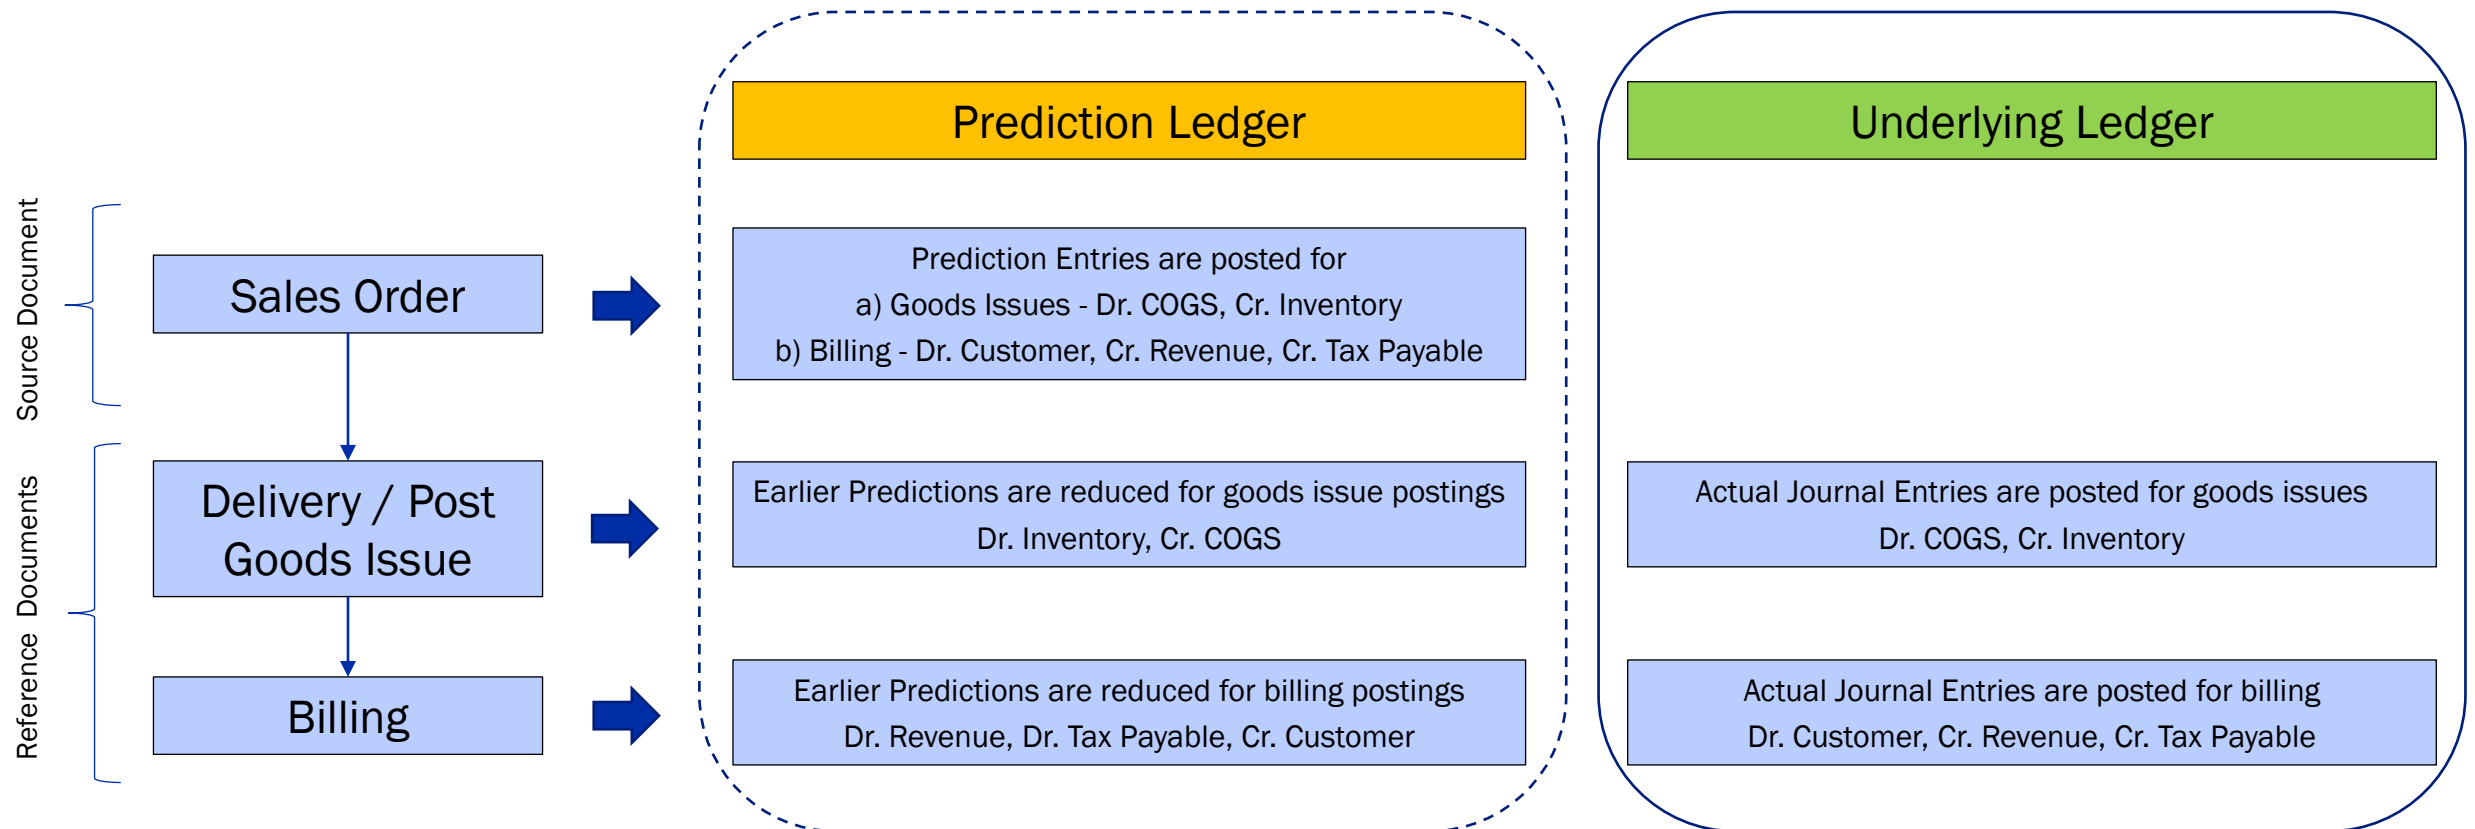 Prediction Ledger
Underlying Ledger
Source Document
Sales Order
Prediction Entries are posted for
a) Goods Issues - Dr. COGS, Cr. Inventory
b) Billing - Dr. Customer, Cr. Revenue, Cr. Tax Payable
Reference Documents
Delivery / Post
Goods Issue
Earlier Predictions are reduced for goods issue postings
Dr. Inventory, Cr. COGS
Actual Journal Entries are posted for goods issues
Dr. COGS, Cr. Inventory
Billing
Earlier Predictions are reduced for billing postings
Dr. Revenue, Dr. Tax Payable, Cr. Customer
Actual Journal Entries are posted for billing
Dr. Customer, Cr. Revenue, Cr. Tax Payable